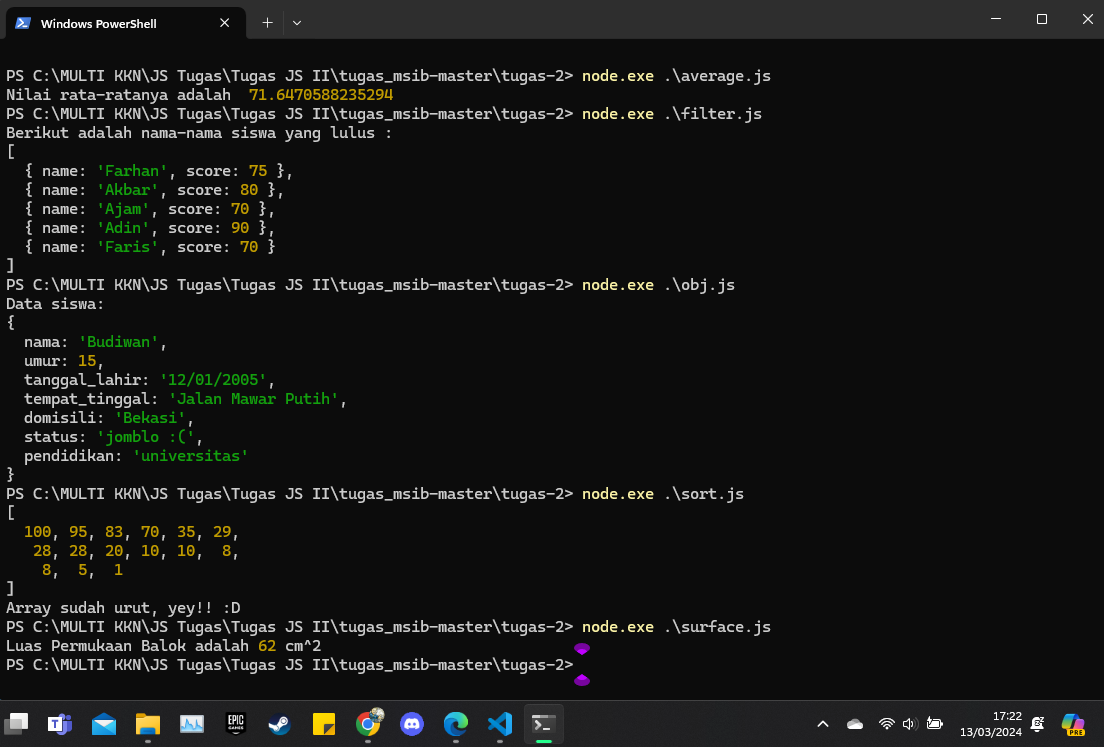 Windows PowerShell
PS C:\MULTI KKN\JS Tugas\Tugas JS II\tugas_msib-master\tugas-2> node.exe .\average.js
Nilai rata-ratanya adalah  71.6470588235294
PS C:\MULTI KKN\JS Tugas\Tugas JS II\tugas_msib-master\tugas-2> node.exe .\filter.js
Berikut adalah nama-nama siswa yang lulus :
[
  { name: 'Farhan', score: 75 },
  { name: 'Akbar', score: 80 },
  { name: 'Ajam', score: 70 },
  { name: 'Adin', score: 90 },
  { name: 'Faris', score: 70 }
]
PS C:\MULTI KKN\JS Tugas\Tugas JS II\tugas_msib-master\tugas-2> node.exe .\obj.js
Data siswa:
{
  nama: 'Budiwan',
  umur: 15,
  tanggal_lahir: '12/01/2005',
  tempat_tinggal: 'Jalan Mawar Putih',
  domisili: 'Bekasi',
  status: 'jomblo :(',
  pendidikan: 'universitas'
}
PS C:\MULTI KKN\JS Tugas\Tugas JS II\tugas_msib-master\tugas-2> node.exe .\sort.js
[
  100, 95, 83, 70, 35, 29,
   28, 28, 20, 10, 10,  8,
    8,  5,  1
]
Array sudah urut, yey!! :D
PS C:\MULTI KKN\JS Tugas\Tugas JS II\tugas_msib-master\tugas-2> node.exe .\surface.js
Luas Permukaan Balok adalah 62 cm^2
PS C:\MULTI KKN\JS Tugas\Tugas JS II\tugas_msib-master\tugas-2>
EPIC
GAMES
17:22
13/03/2024
PRE